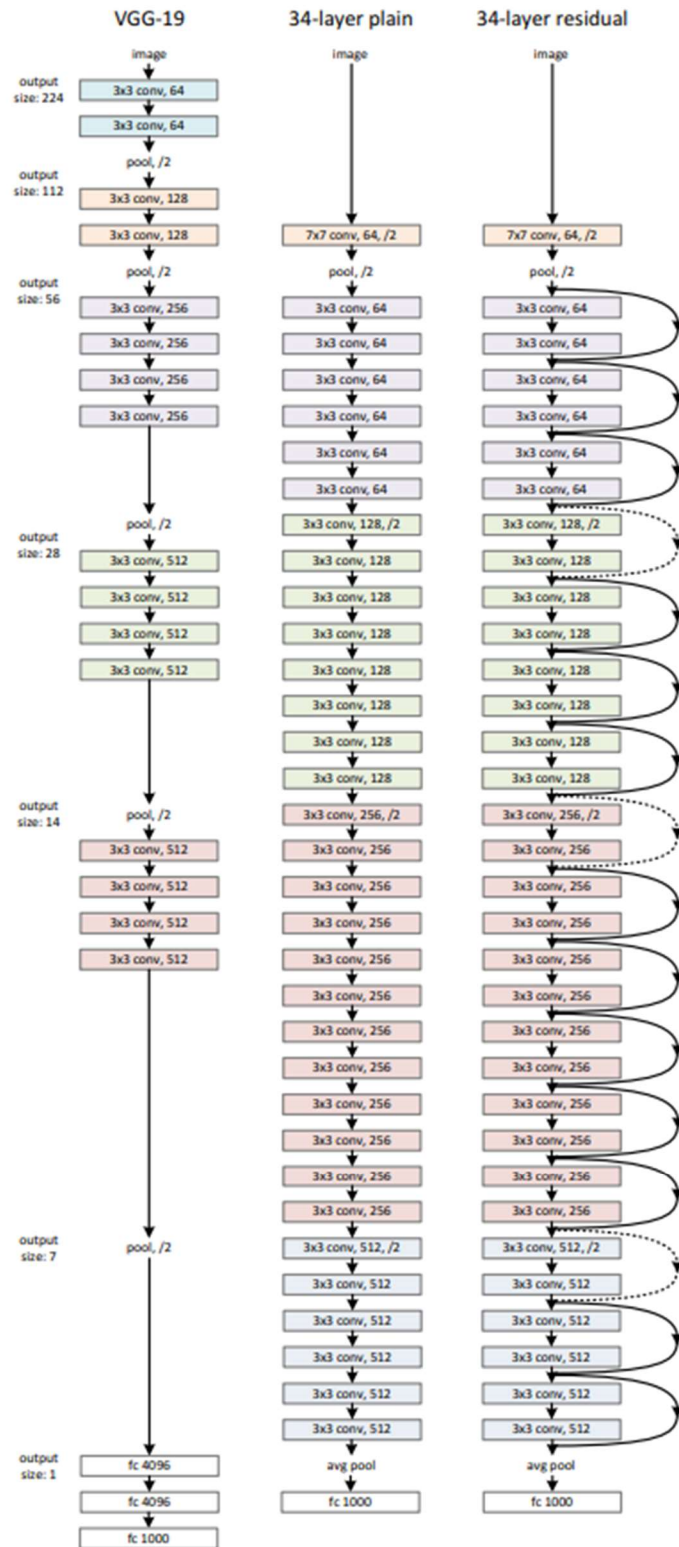 output
size: 224
output
size: 112
output
size: 56
output
size: 28
output
size: 14
output
size: 7
output
size: 1
VGG-19
image
3x3 conv, 64
3x3 conv, 64
pool, /2
3x3 conv, 128
3x3 conv, 128
pool, /2
3x3 conv, 256
3x3 conv, 256
3x3 conv, 256
3x3 conv, 256
pool, /2
3x3 conv, 512
3x3 conv, 512
3x3 conv, 512
3x3 conv, 512
pool, /2
3x3 conv, 512
3x3 conv, 512
3x3 conv, 512
3x3 conv, 512
pool, /2
fc 4096
fc 4096
fc 1000
34-layer plain
image
7x7 conv, 64, /2
pool, /2
3x3 conv, 64
3x3 conv, 64
3x3 conv, 64
3x3 conv, 64
3x3 conv, 64
3x3 conv, 64
3x3 conv, 128, /2
3x3 conv, 128
3x3 conv, 128
3x3 conv, 128
3x3 conv, 128
3x3 conv, 128
3x3 conv, 128
3x3 conv, 128
3x3 conv, 256, /2
3x3 conv, 256
3x3 conv, 256
3x3 conv, 256
3x3 conv, 256
3x3 conv, 256
3x3 conv, 256
3x3 conv, 256
3x3 conv, 256
3x3 conv, 256
3x3 conv, 256
3x3 conv, 256
3x3 conv, 512, /2
3x3 conv, 512
3x3 conv, 512
3x3 conv, 512
3x3 conv, 512
3x3 conv, 512
avg pool
fc 1000
34-layer residual
image
7x7 conv, 64, /2
pool, /2
3x3 conv, 64
3x3 conv, 64
3x3 conv, 64
3x3 conv, 64
3x3 conv, 64
3x3 conv, 64
3x3 conv, 128, /2
3x3 conv, 128
3x3 conv, 128
3x3 conv, 128
3x3 conv, 128
3x3 conv, 128
3x3 conv, 128
3x3 conv, 128
3x3 conv, 256, /2
3x3 conv, 256
3x3 conv, 256
3x3 conv, 256
3x3 conv, 256
3x3 conv, 256
3x3 conv, 256
3x3 conv, 256
3x3 conv, 256
3x3 conv, 256
3x3 conv, 256
3x3 conv, 256
3x3 conv, 512, /2
3x3 conv, 512
3x3 conv, 512
3x3 conv, 512
3x3 conv, 512
3x3 conv, 512
avg pool
fc 1000